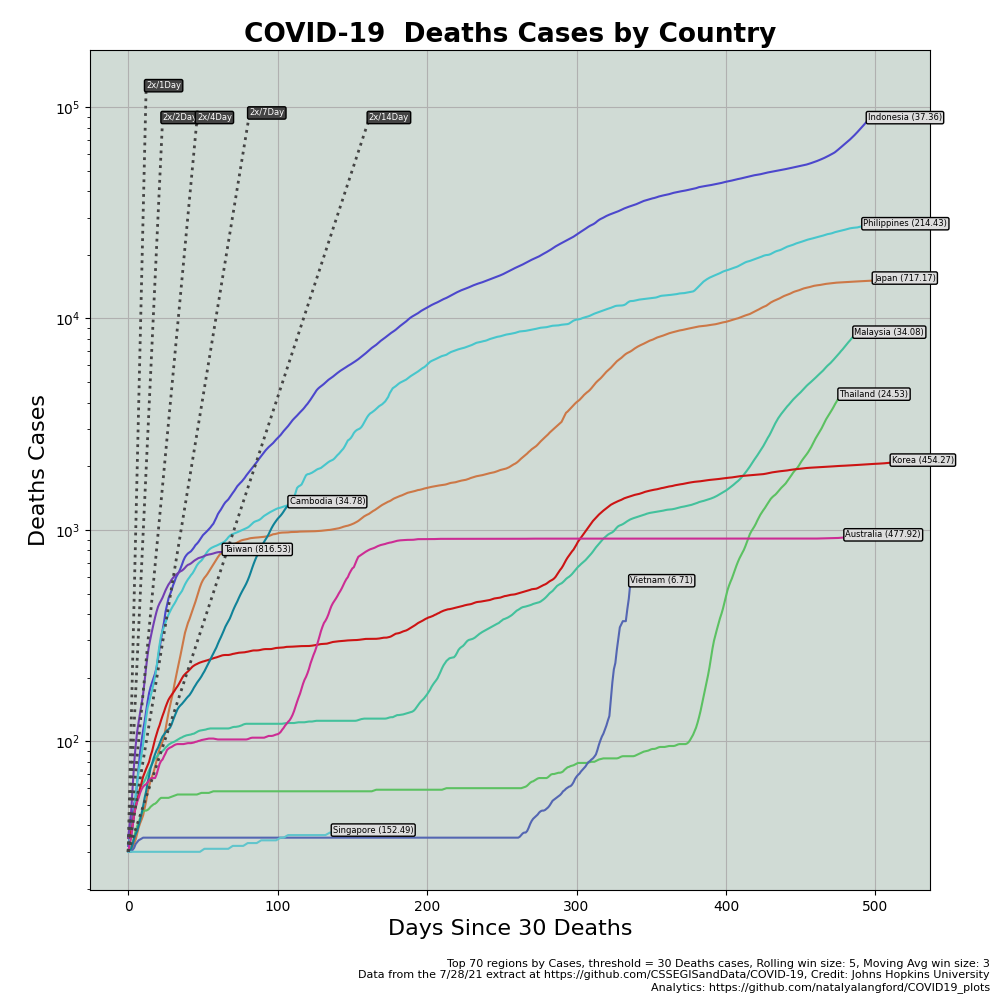 COVID-19 Deaths Cases by Country
2x/1Day
2x/2Day
2x/4Day
2x/7Day
2x/14Day
Indonesia (37.36)
Philippines (214.43)
Japan (717.17)
Malaysia (34.08)
Thailand (24.53)
Korea (454.27)
Cambodia (34.78)
Australia (477.92)
Taiwan (816.53)
Vietnam (6.71)
Singapore (152.49)
10⁵
10⁴
10³
10²
Deaths Cases
0 100 200 300 400 500
Days Since 30 Deaths
Top 70 regions by Cases, threshold = 30 Deaths cases, Rolling win size: 5, Moving Avg win size: 3
Data from the 7/28/21 extract at https://github.com/CSSEGISandData/COVID-19, Credit: Johns Hopkins University
Analytics: https://github.com/natalyalangford/COVID19_plots